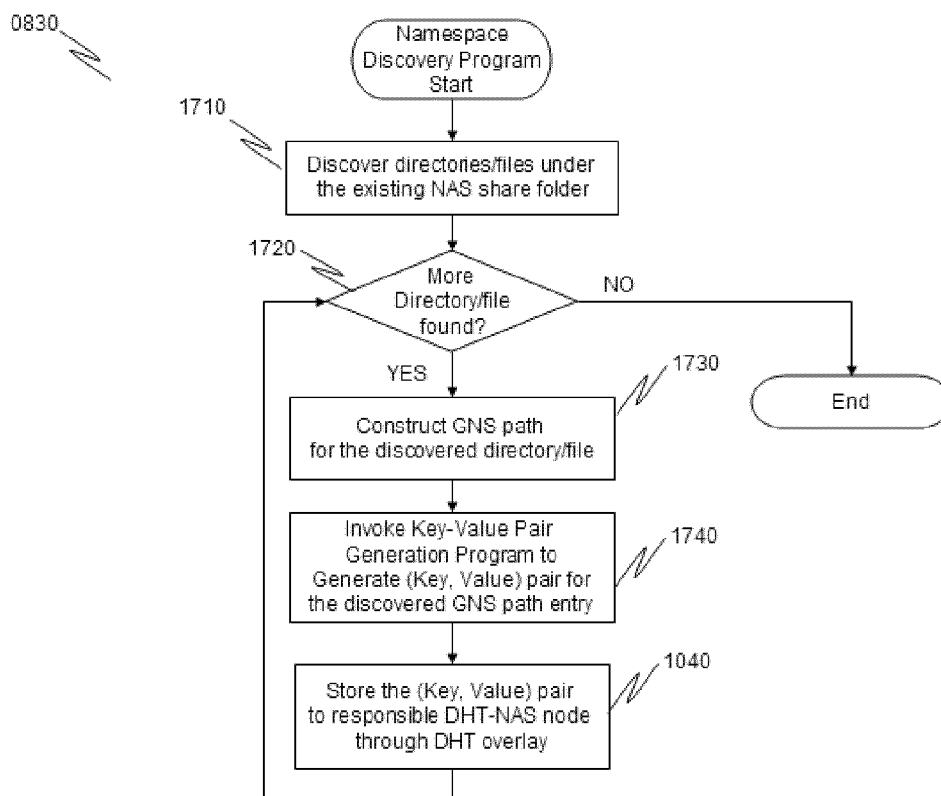 0830
Namespace
Discovery Program
Start
1710
Discover directories/files under
the existing NAS share folder
1720
More
Directory/file
found?
NO
YES
1730
End
Construct GNS path
for the discovered directory/file
Invoke Key-Value Pair
Generation Program to
Generate (Key, Value) pair for
the discovered GNS path entry
1740
1040
Store the (Key, Value) pair
to responsible DHT-NAS node
through DHT overlay